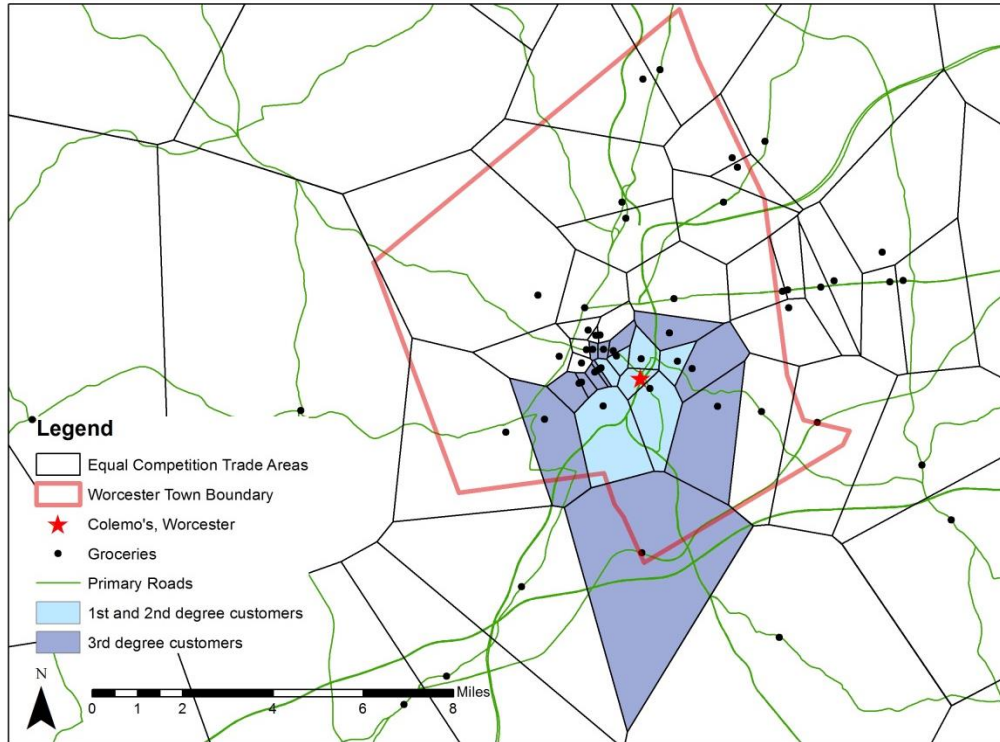 Legend
Equal Competition Trade Areas
Worcester Town Boundary
Colemo's, Worcester
Groceries
Primary Roads
1st and 2nd degree customers
3rd degree customers
N
Miles
0 1 2 4 6 8